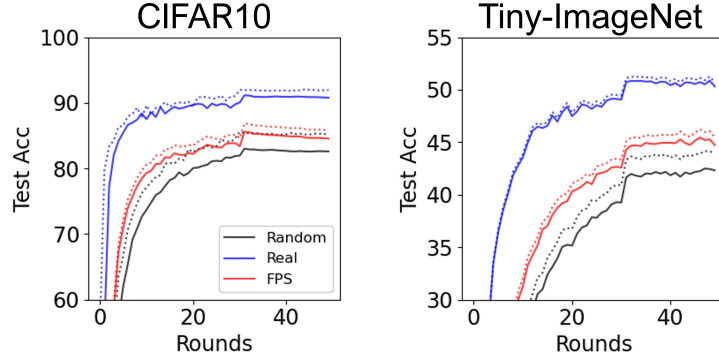 CIFAR10
100
90
80
70
60
Test Acc
0
20
40
Rounds
Random
Real
FPS
Tiny-ImageNet
55
50
45
40
35
30
Test Acc
0
20
40
Rounds